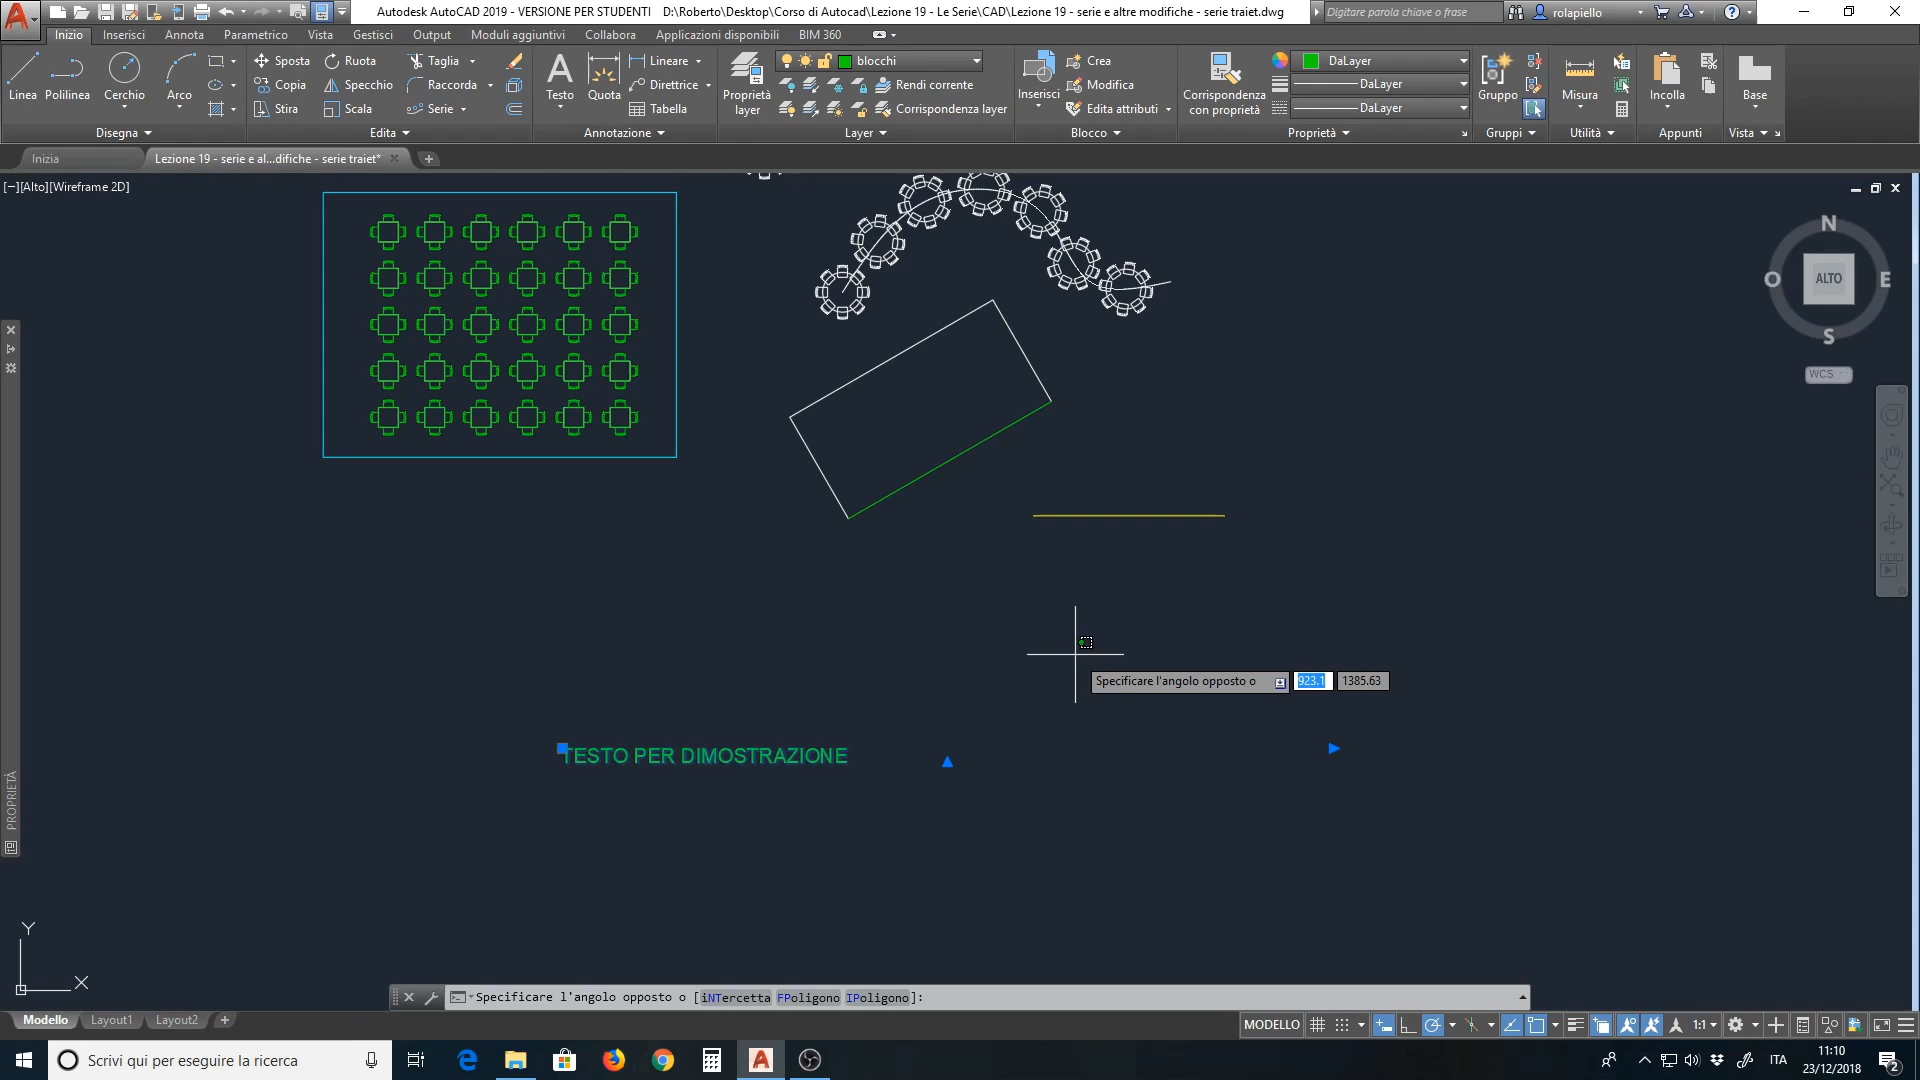 Autodesk AutoCAD 2019 - VERSIONE PER STUDENTI D:\Roberto\Desktop\Corso di Autocad\Lezione 19 - Le Serie\CAD\Lezione 19 - serie e altre modifiche - serie traiet.dwg
Digitare parola chiave o frase
rolapiello
Inizio Inserisci Annota Parametrico Vista Gestisci Output Moduli aggiuntivi Collabora Applicazioni disponibili BIM 360
Linea Polilinea Cerchio Arco
Disegna
Sposta Ruota Taglia
Copia Specchio Raccorda
Stira Scala Serie
Edita
Testo Quota
Lineare
Direttrice
Tabella
Annotazione
Proprietà layer
blocchi
Rendi corrente
Corrispondenza layer
Layer
Inserisci
Crea
Modifica
Edita attributi
Blocco
Corrispondenza con proprietà
DaLayer
DaLayer
DaLayer
Proprietà
Gruppo
Gruppi
Misura
Utilità
Incolla
Appunti
Base
Vista
Inizia
Lezione 19 - serie e al...difiche - serie traiet*
[−][Alto][Wireframe 2D]
N
O ALTO E
S
WCS
Specificare l'angolo opposto o 923.1 1385.63
TESTO PER DIMOSTRAZIONE
PROPRIETÀ
Y
X
Specificare l'angolo opposto o [iNTercetta FPoligono IPoligono]:
Modello Layout1 Layout2
MODELLO 1:1
Scrivi qui per eseguire la ricerca
ITA
11:10
23/12/2018
2